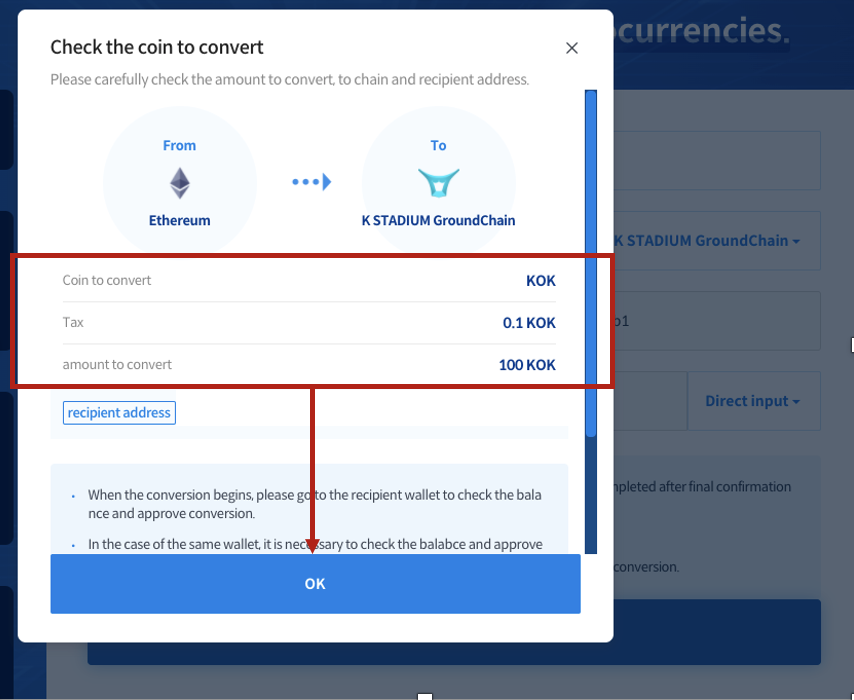 currencies.
Check the coin to convert
Please carefully check the amount to convert, to chain and recipient address.
From
To
Ethereum
K STADIUM GroundChain
K STADIUM GroundChain
Coin to convert
KOK
Tax
0.1 KOK
amount to convert
100 KOK
recipient address
Direct input
When the conversion begins, please go to the recipient wallet to check the bala
nce and approve conversion.
after final confirmation
In the case of the same wallet, it is necessary to check the balabce and approve
conversion.
OK